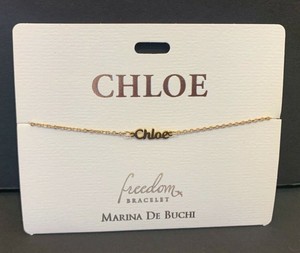 CHLOE
Chloe
freedom
BRACELET
MARINA DE BUCHI